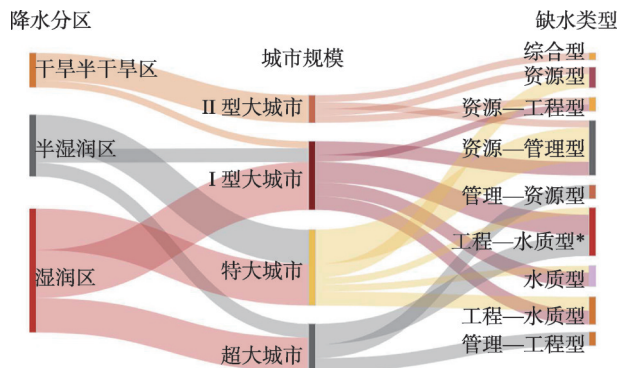 降水分区
城市规模
缺水类型
干旱半干旱区
半湿润区
湿润区
II 型大城市
I 型大城市
特大城市
超大城市
综合型
资源型
资源—工程型
资源—管理型
管理—资源型
工程—水质型*
水质型
工程—水质型
管理—工程型